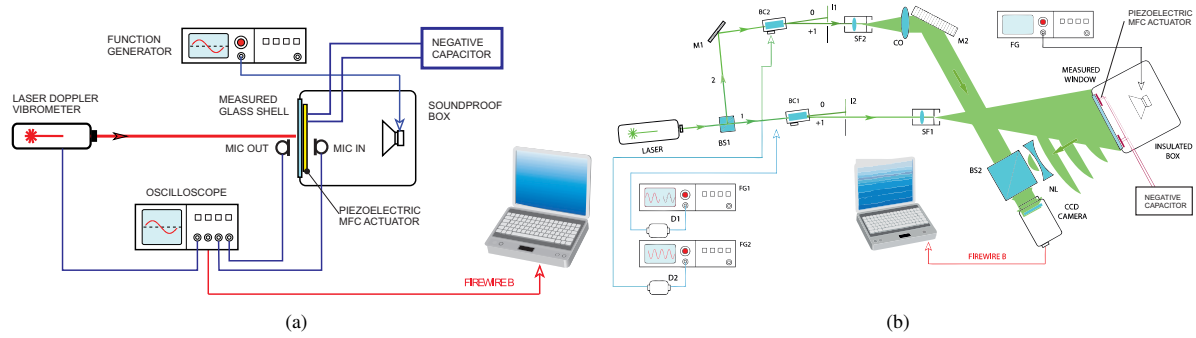 FUNCTION
GENERATOR
NEGATIVE
CAPACITOR
LASER DOPPLER
VIBROMETER
MEASURED
GLASS SHELL
SOUNDPROOF
BOX
MIC OUT
MIC IN
OSCILLOSCOPE
PIEZOELECTRIC
MFC ACTUATOR
FIREWIRE B
(a)
BC2
0
I1
+1
SF2
CO
M2
M1
2
FG
PIEZOELECTRIC
MFC ACTUATOR
MEASURED
WINDOW
LASER
BS1
1
BC1
0
I2
+1
SF1
INSULATED
BOX
BS2
NL
CCD
CAMERA
NEGATIVE
CAPACITOR
FG1
D1
FG2
D2
FIREWIRE B
(b)